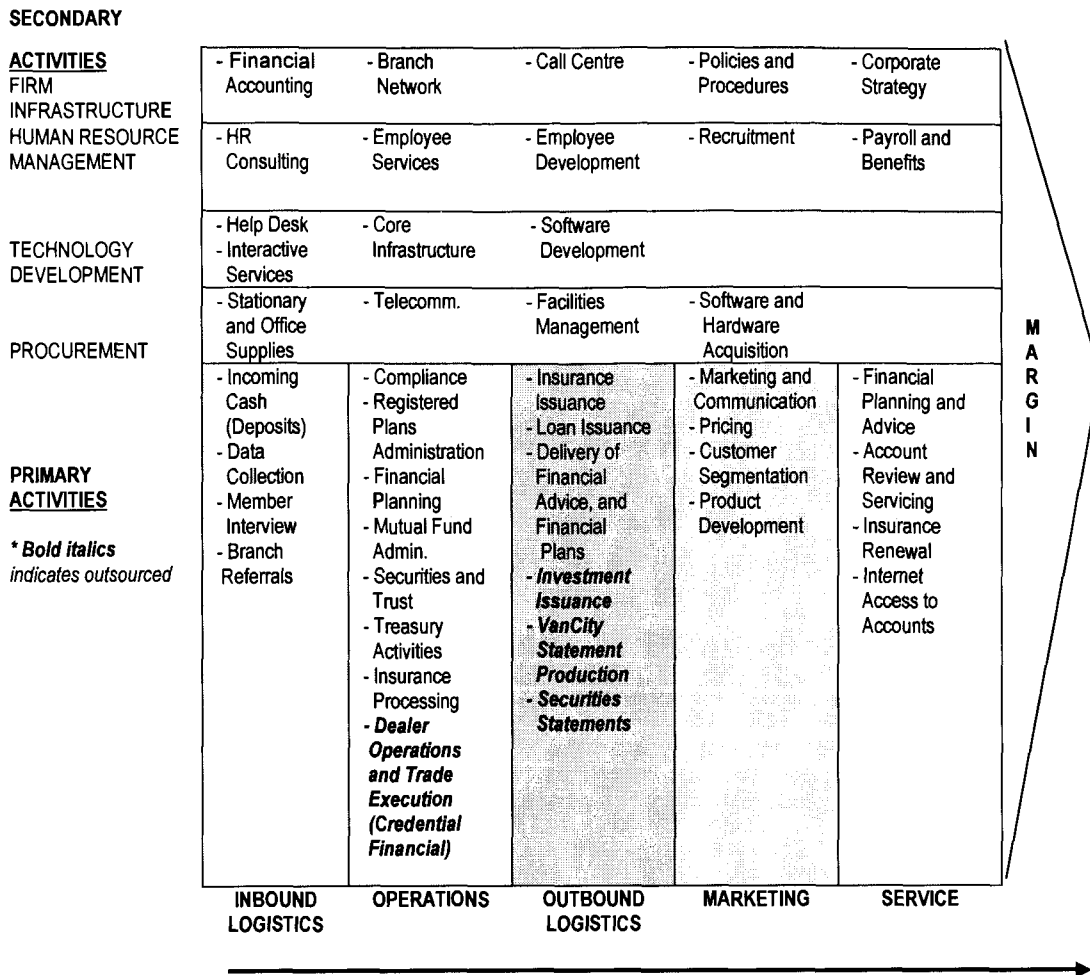 SECONDARY
ACTIVITIES
FIRM
INFRASTRUCTURE
- Financial
Accounting
- Branch
Network
- Call Centre
- Policies and
Procedures
- Corporate
Strategy
HUMAN RESOURCE
MANAGEMENT
- HR
Consulting
- Employee
Services
- Employee
Development
- Recruitment
- Payroll and
Benefits
TECHNOLOGY
DEVELOPMENT
- Help Desk
- Interactive
Services
- Core
Infrastructure
- Software
Development
PROCUREMENT
- Stationary
and Office
Supplies
- Telecomm.
- Facilities
Management
- Software and
Hardware
Acquisition
PRIMARY
ACTIVITIES
* Bold italics
indicates outsourced
- Incoming
Cash
(Deposits)
- Data
Collection
- Member
Interview
- Branch
Referrals
- Compliance
- Registered
Plans
Administration
- Financial
Planning
- Mutual Fund
Admin.
- Securities and
Trust
- Treasury
Activities
- Insurance
Processing
- Dealer
Operations
and Trade
Execution
(Credential
Financial)
- Insurance
Issuance
- Loan Issuance
- Delivery of
Financial
Advice, and
Financial
Plans
- Investment
Issuance
- VanCity
Statement
Production
- Securities
Statements
- Marketing and
Communication
- Pricing
- Customer
Segmentation
- Product
Development
- Financial
Planning and
Advice
- Account
Review and
Servicing
- Insurance
Renewal
- Internet
Access to
Accounts
M
A
R
G
I
N
INBOUND
LOGISTICS
OPERATIONS
OUTBOUND
LOGISTICS
MARKETING
SERVICE